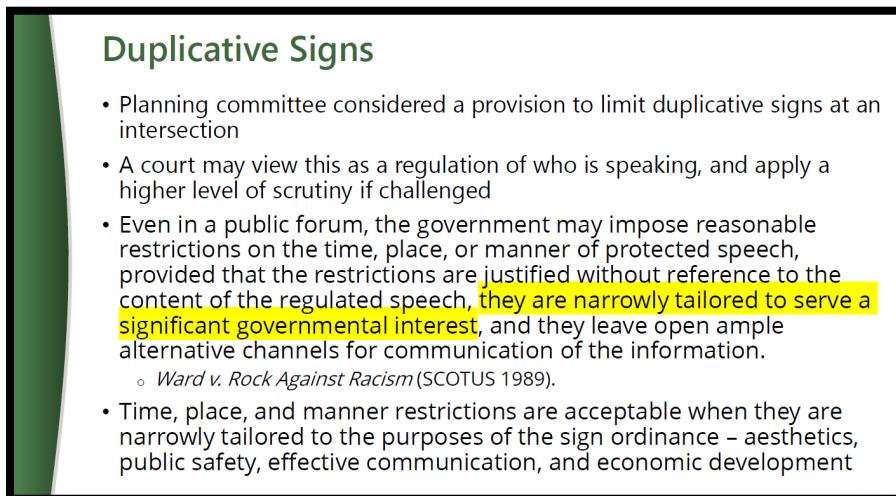 Duplicative Signs
• Planning committee considered a provision to limit duplicative signs at an
intersection
• A court may view this as a regulation of who is speaking, and apply a
higher level of scrutiny if challenged
• Even in a public forum, the government may impose reasonable
restrictions on the time, place, or manner of protected speech,
provided that the restrictions are justified without reference to the
content of the regulated speech, they are narrowly tailored to serve a
significant governmental interest, and they leave open ample
alternative channels for communication of the information.
○ Ward v. Rock Against Racism (SCOTUS 1989).
• Time, place, and manner restrictions are acceptable when they are
narrowly tailored to the purposes of the sign ordinance – aesthetics,
public safety, effective communication, and economic development